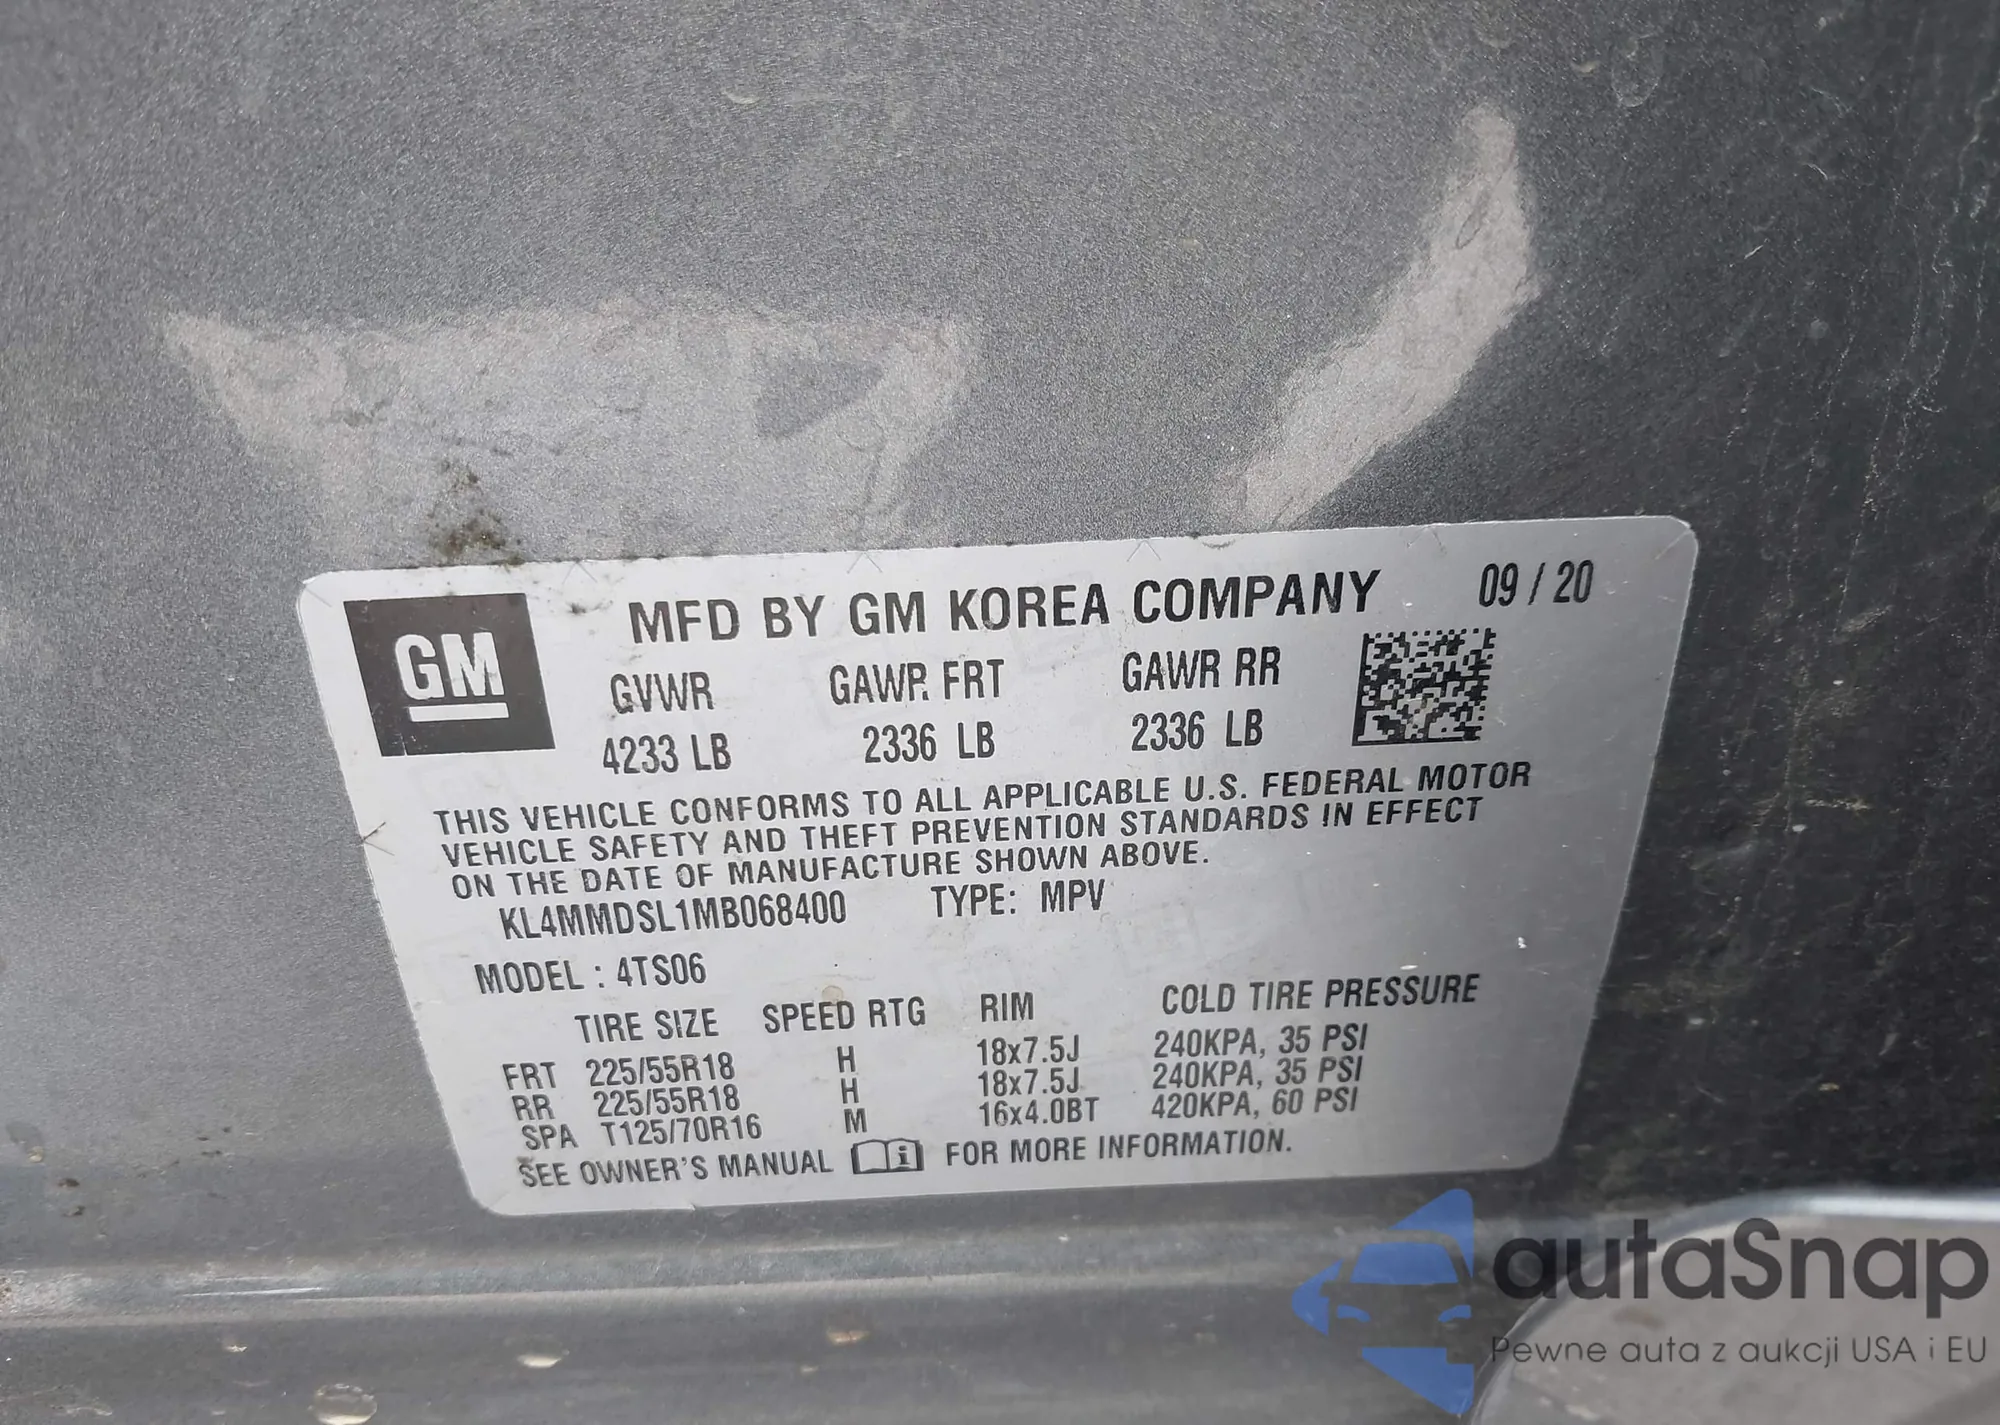 GM
MFD BY GM KOREA COMPANY 09 / 20
GVWR GAWR FRT GAWR RR
4233 LB 2336 LB 2336 LB
THIS VEHICLE CONFORMS TO ALL APPLICABLE U.S. FEDERAL MOTOR
VEHICLE SAFETY AND THEFT PREVENTION STANDARDS IN EFFECT
ON THE DATE OF MANUFACTURE SHOWN ABOVE.
KL4MMDSL1MB068400 TYPE: MPV
MODEL : 4TS06
TIRE SIZE SPEED RTG RIM COLD TIRE PRESSURE
FRT 225/55R18 H 18x7.5J 240KPA, 35 PSI
RR 225/55R18 H 18x7.5J 240KPA, 35 PSI
SPA T125/70R16 M 16x4.0BT 420KPA, 60 PSI
SEE OWNER'S MANUAL i FOR MORE INFORMATION.
autaSnap
Pewne auta z aukcji USA i EU